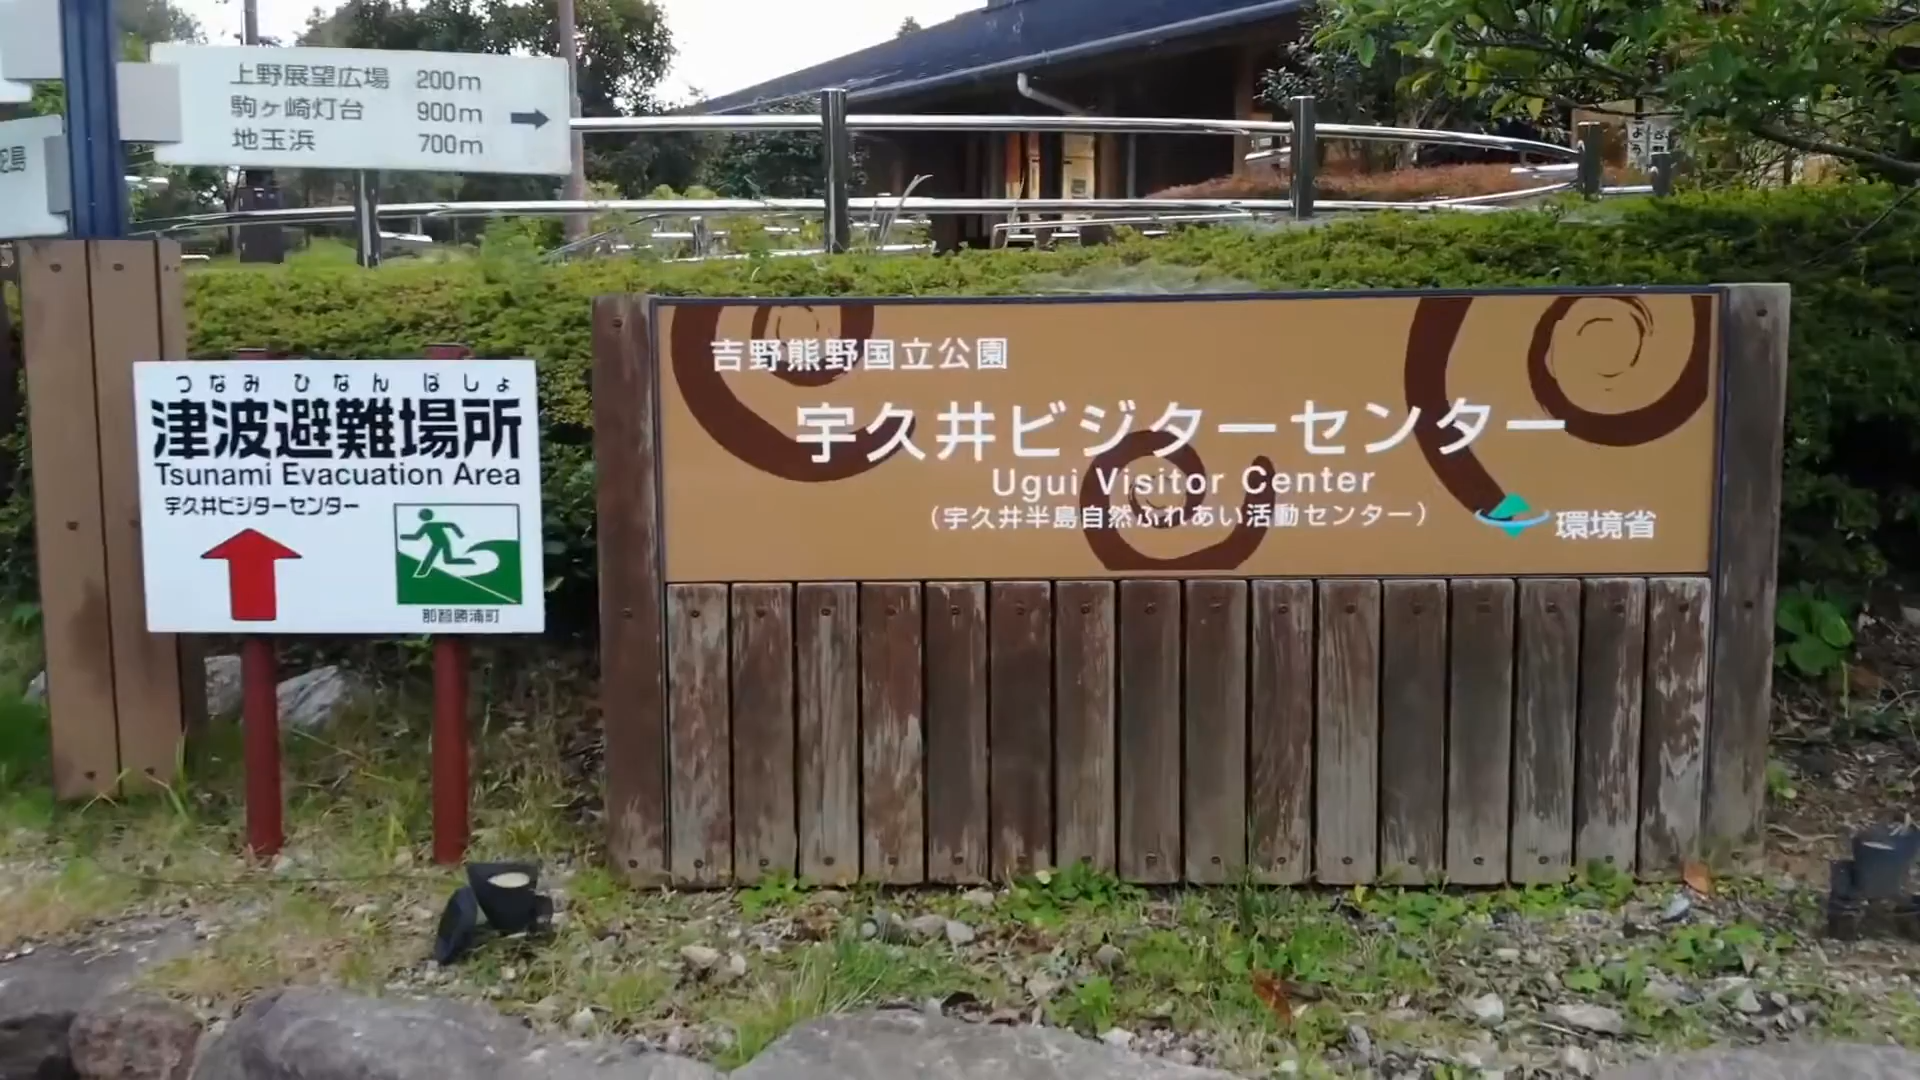 上野展望広場 200m
駒ヶ崎灯台 900m
地玉浜 700m
つなみ ひなん ばしょ
津波避難場所
Tsunami Evacuation Area
宇久井ビジターセンター
那智勝浦町
吉野熊野国立公園
宇久井ビジターセンター
Ugui Visitor Center
(宇久井半島自然ふれあい活動センター)
環境省